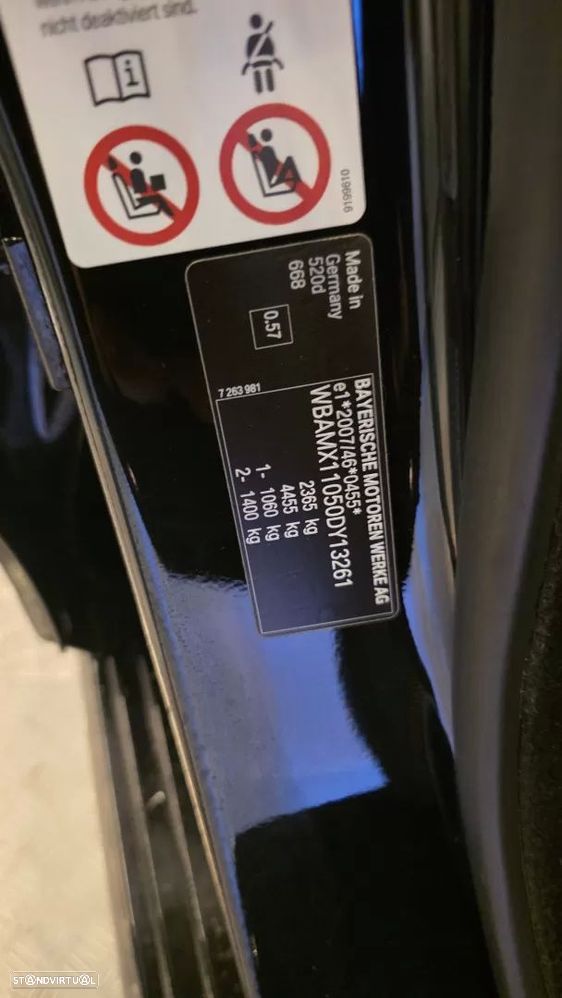 nicht deaktiviert sind.
9199610
Made in
Germany
520d
668
0.57
7 263 981
BAYERISCHE MOTOREN WERKE AG
e1*2007/46*0455*
WBAMX11050DY13261
2365 kg
4455 kg
1- 1060 kg
2- 1400 kg
STANDVIRTUAL